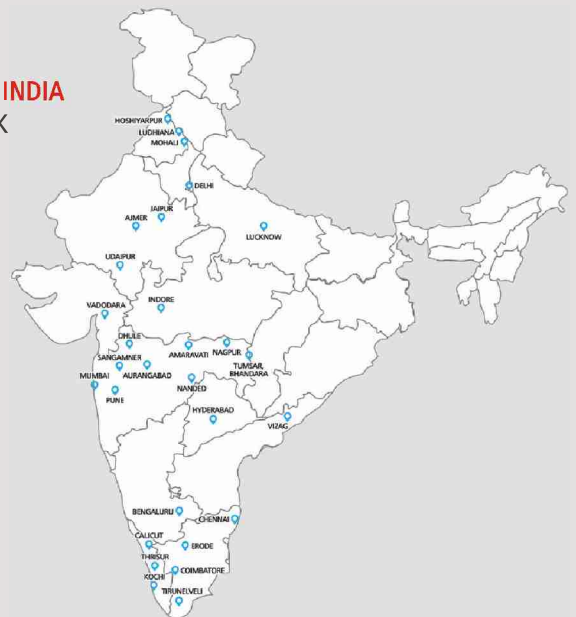 INDIA
K
HOSHIYARPUR
LUDHIANA
MOHALI
DELHI
JAIPUR
AJMER
LUCKNOW
UDAIPUR
VADODARA
INDORE
DHULE
AMARAVATI
NAGPUR
SANGAMNER
AURANGABAD
TUMSAR,
BHANDARA
MUMBAI
PUNE
NANDED
HYDERABAD
VIZAG
BENGALURU
CHENNAI
CALICUT
ERODE
THRISUR
COIMBATORE
KOCHI
TIRUNELVELI